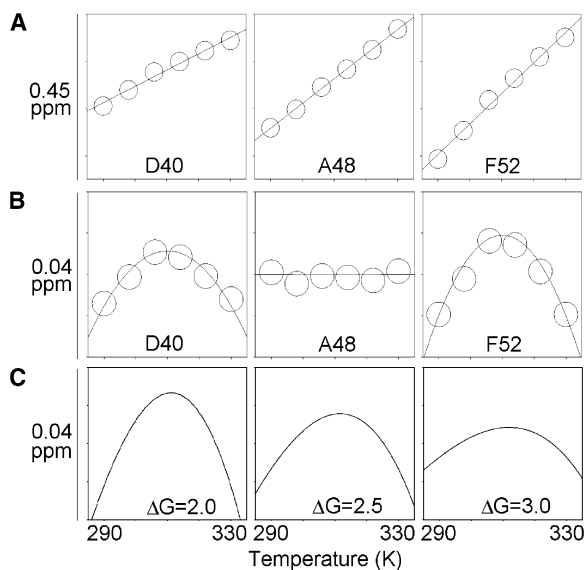 A
0.45
ppm
D40
A48
F52
B
0.04
ppm
D40
A48
F52
C
0.04
ppm
ΔG=2.0
ΔG=2.5
ΔG=3.0
290
330
290
330
290
330
Temperature (K)